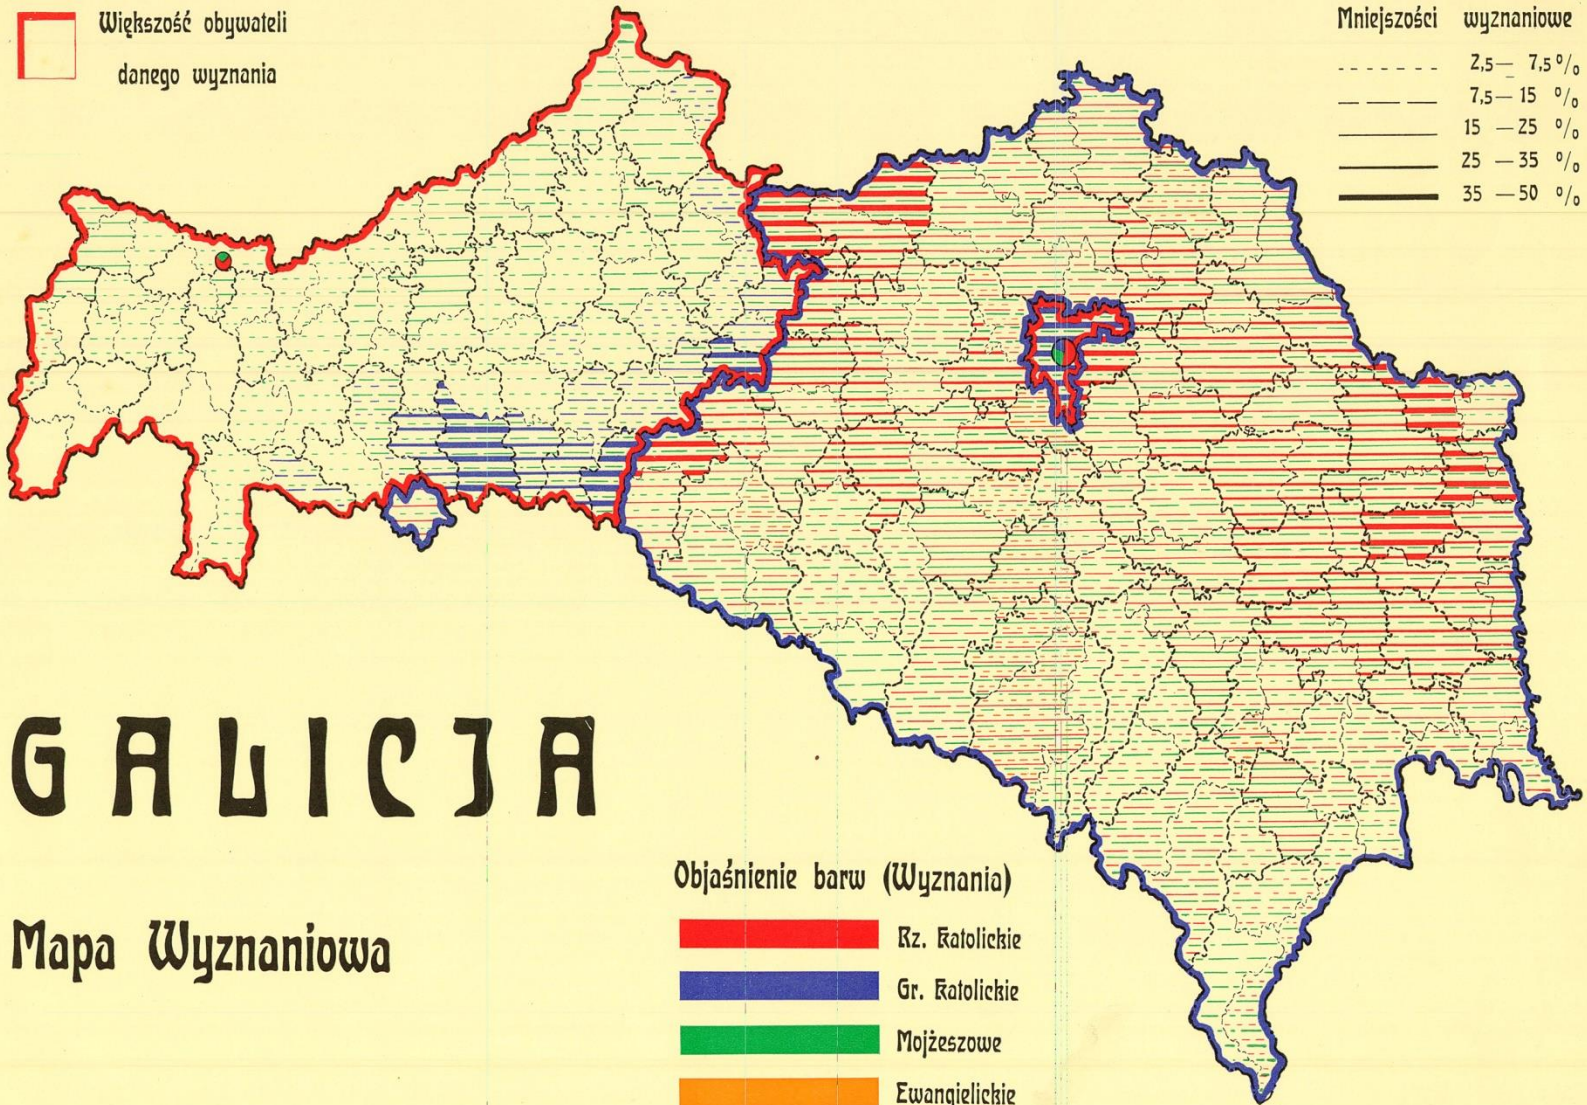 Większość obywateli
danego wyznania
Mniejszości wyznaniowe
2,5— 7,5 %
7,5— 15 %
15 — 25 %
25 — 35 %
35 — 50 %
GALICJA
Mapa Wyznaniowa
Objaśnienie barw (Wyznania)
Rz. Katolickie
Gr. Katolickie
Mojżeszowe
Ewangielickie